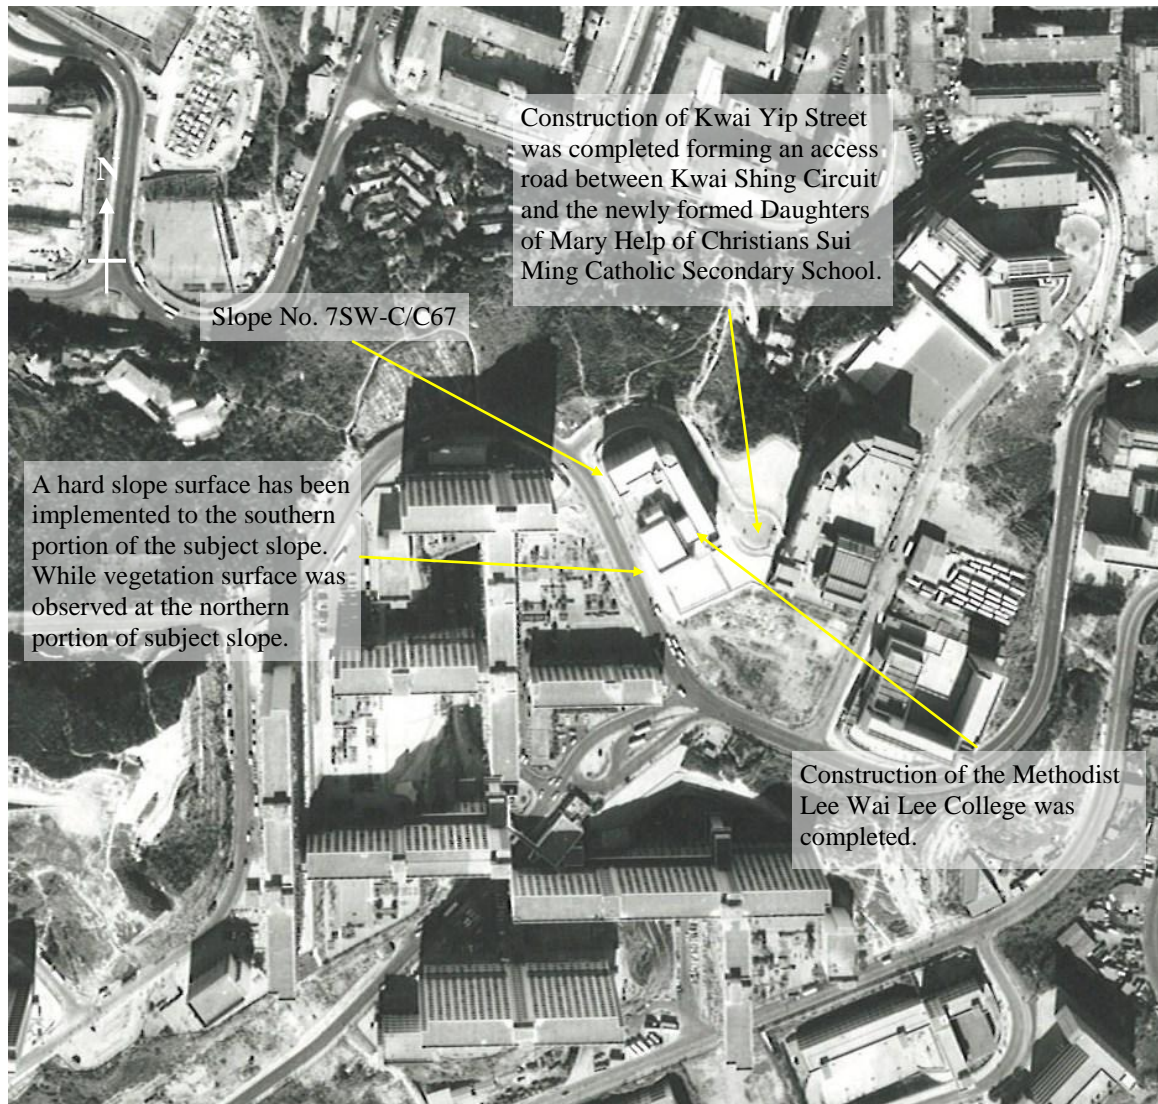 Construction of Kwai Yip Street
was completed forming an access
road between Kwai Shing Circuit
and the newly formed Daughters
of Mary Help of Christians Sui
Ming Catholic Secondary School.
N
Slope No. 7SW-C/C67
A hard slope surface has been
implemented to the southern
portion of the subject slope.
While vegetation surface was
observed at the northern
portion of subject slope.
Construction of the Methodist
Lee Wai Lee College was
completed.